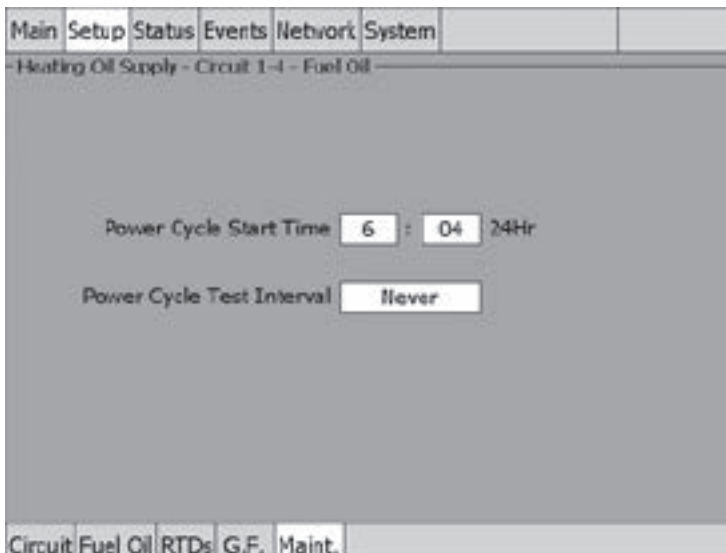 Main Setup Status Events Network System
Heating Oil Supply - Circuit 1-4 - Fuel Oil
Power Cycle Start Time 6 : 04 24Hr
Power Cycle Test Interval Never
Circuit Fuel Oil RTDs G.F. Maint.